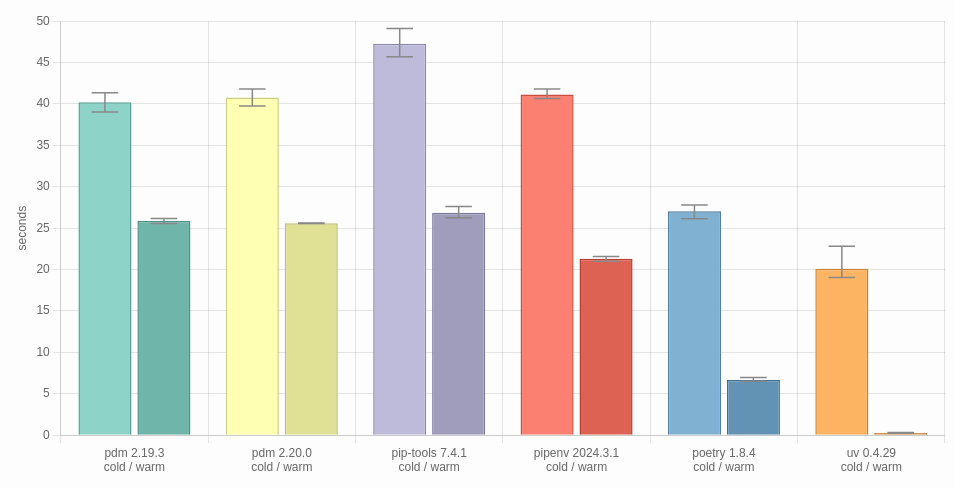 50
45
40
35
30
25
20
15
10
5
0
seconds
pdm 2.19.3
cold / warm
pdm 2.20.0
cold / warm
pip-tools 7.4.1
cold / warm
pipenv 2024.3.1
cold / warm
poetry 1.8.4
cold / warm
uv 0.4.29
cold / warm